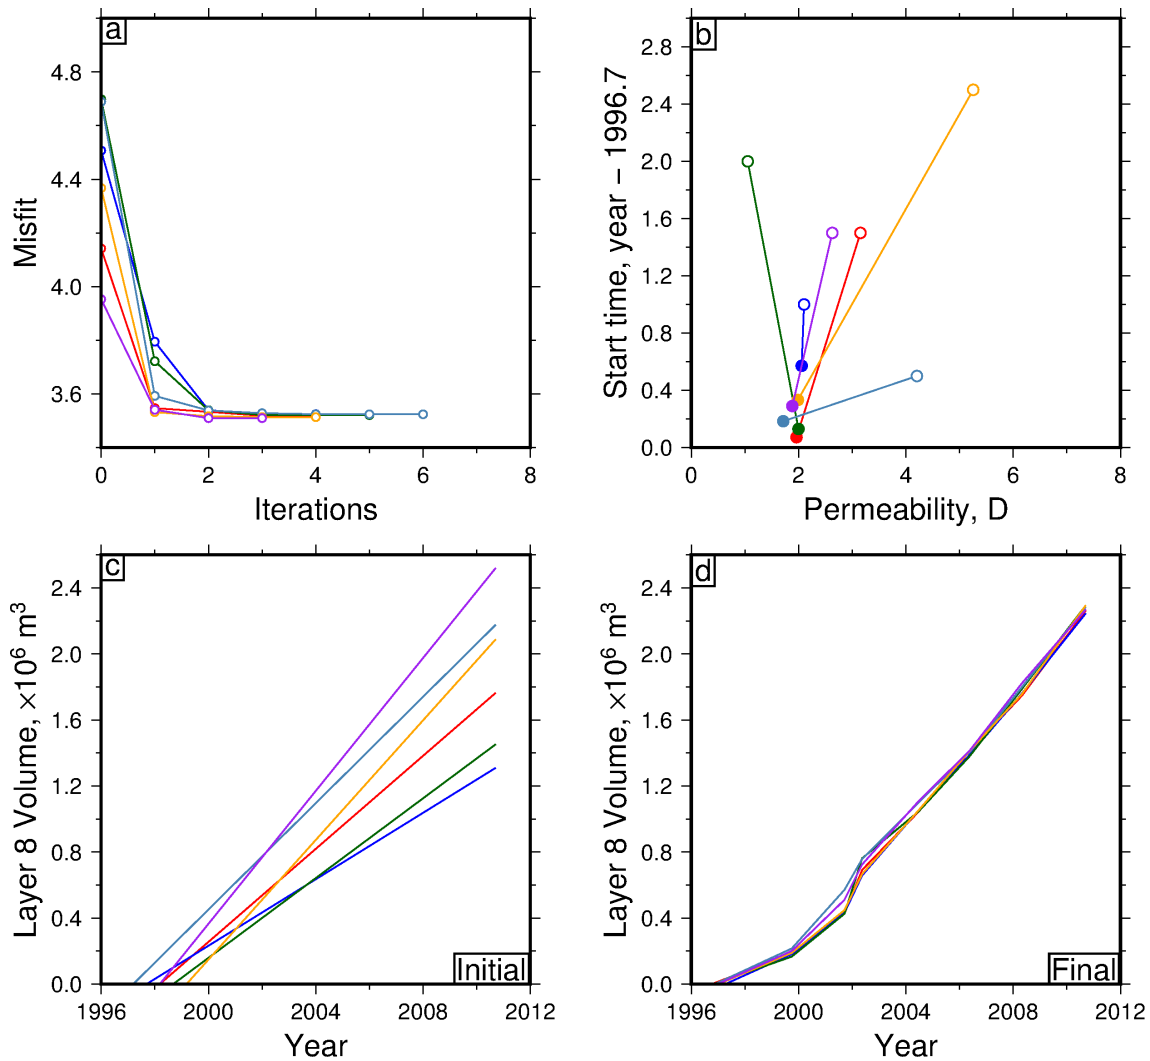 a
4.8
4.4
4.0
3.6
Misfit
0 2 4 6 8
Iterations
b
2.8
2.4
2.0
1.6
1.2
0.8
0.4
0.0
Start time, year − 1996.7
0 2 4 6 8
Permeability, D
c
2.4
2.0
1.6
1.2
0.8
0.4
0.0
Layer 8 Volume, ×10⁶ m³
Initial
1996 2000 2004 2008 2012
Year
d
2.4
2.0
1.6
1.2
0.8
0.4
0.0
Layer 8 Volume, ×10⁶ m³
Final
1996 2000 2004 2008 2012
Year